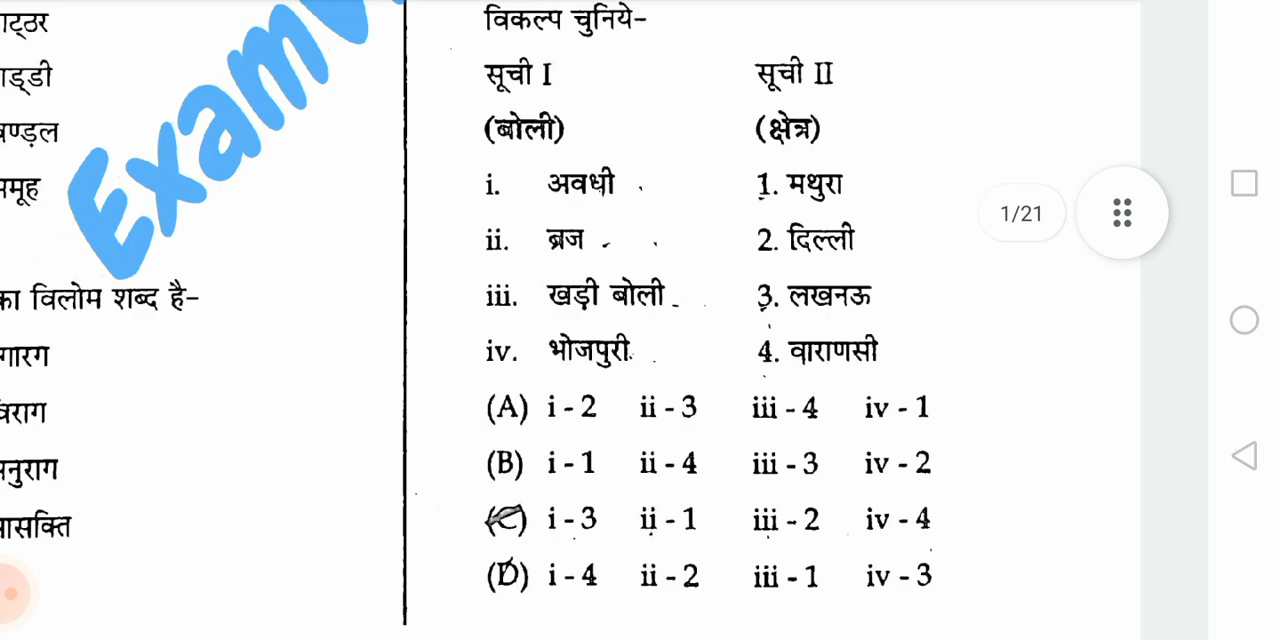 ाट्ठर
ाड्डी
ण्ड़ल
मूह
का विलोम शब्द है-
गारग
वराग
नुराग
ासक्ति
Exam
विकल्प चुनिये-
सूची I सूची II
(बोली) (क्षेत्र)
i. अवधी 1. मथुरा
ii. ब्रज 2. दिल्ली
iii. खड़ी बोली 3. लखनऊ
iv. भोजपुरी 4. वाराणसी
(A) i - 2 ii - 3 iii - 4 iv - 1
(B) i - 1 ii - 4 iii - 3 iv - 2
(C) i - 3 ii - 1 iii - 2 iv - 4
(D) i - 4 ii - 2 iii - 1 iv - 3
1/21